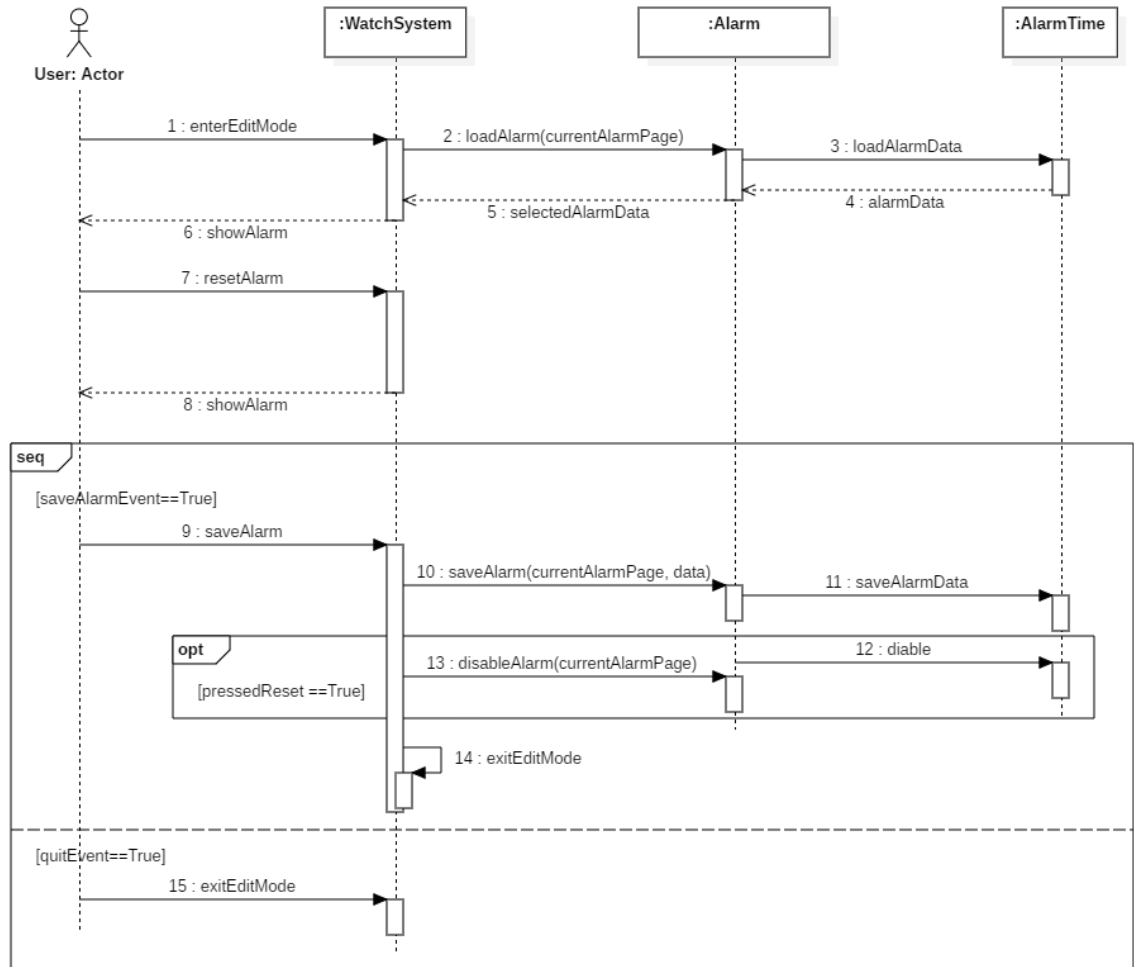 :WatchSystem
:Alarm
:AlarmTime
User: Actor
1 : enterEditMode
2 : loadAlarm(currentAlarmPage)
3 : loadAlarmData
4 : alarmData
5 : selectedAlarmData
6 : showAlarm
7 : resetAlarm
8 : showAlarm
seq
[saveAlarmEvent==True]
9 : saveAlarm
10 : saveAlarm(currentAlarmPage, data)
11 : saveAlarmData
opt
12 : diable
13 : disableAlarm(currentAlarmPage)
[pressedReset ==True]
14 : exitEditMode
[quitEvent==True]
15 : exitEditMode